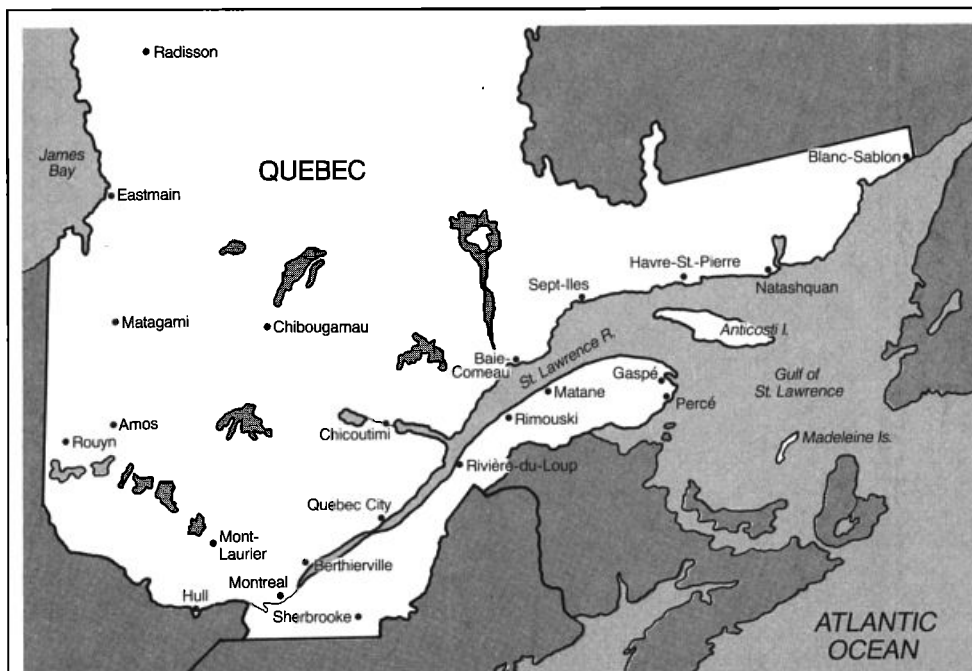 Radisson
James
Bay
QUEBEC
Blanc-Sablon
Eastmain
Havre-St.-Pierre
Sept-Iles
Natashquan
Matagami
Chibougamau
Anticosti I.
St. Lawrence R.
Baie-
Comeau
Gaspé
Gulf of
St. Lawrence
Matane
Percé
Amos
Rouyn
Chicoutimi
Rimouski
Madeleine Is.
Rivière-du-Loup
Quebec City
Mont-
Laurier
Berthierville
Montreal
Hull
Sherbrooke
ATLANTIC
OCEAN